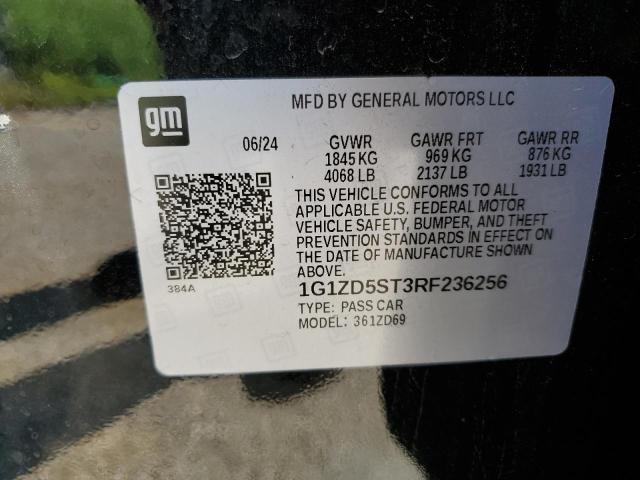 gm
MFD BY GENERAL MOTORS LLC
06/24 GVWR GAWR FRT GAWR RR
1845 KG 969 KG 876 KG
4068 LB 2137 LB 1931 LB
THIS VEHICLE CONFORMS TO ALL
APPLICABLE U.S. FEDERAL MOTOR
VEHICLE SAFETY, BUMPER, AND THEFT
PREVENTION STANDARDS IN EFFECT ON
THE DATE OF MANUFACTURE SHOWN
ABOVE.
384A
1G1ZD5ST3RF236256
TYPE: PASS CAR
MODEL: 361ZD69